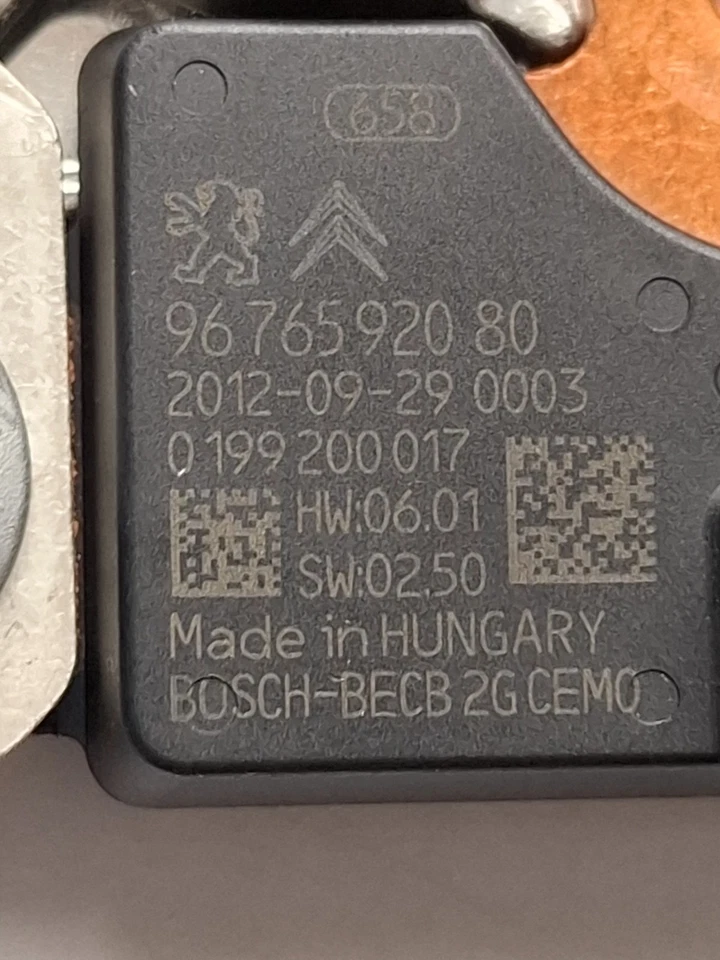 658
96 765 920 80
2012-09-29 0003
0 199 200 017
HW:06.01
SW:02.50
Made in HUNGARY
BOSCH-BECB 2G CEMO